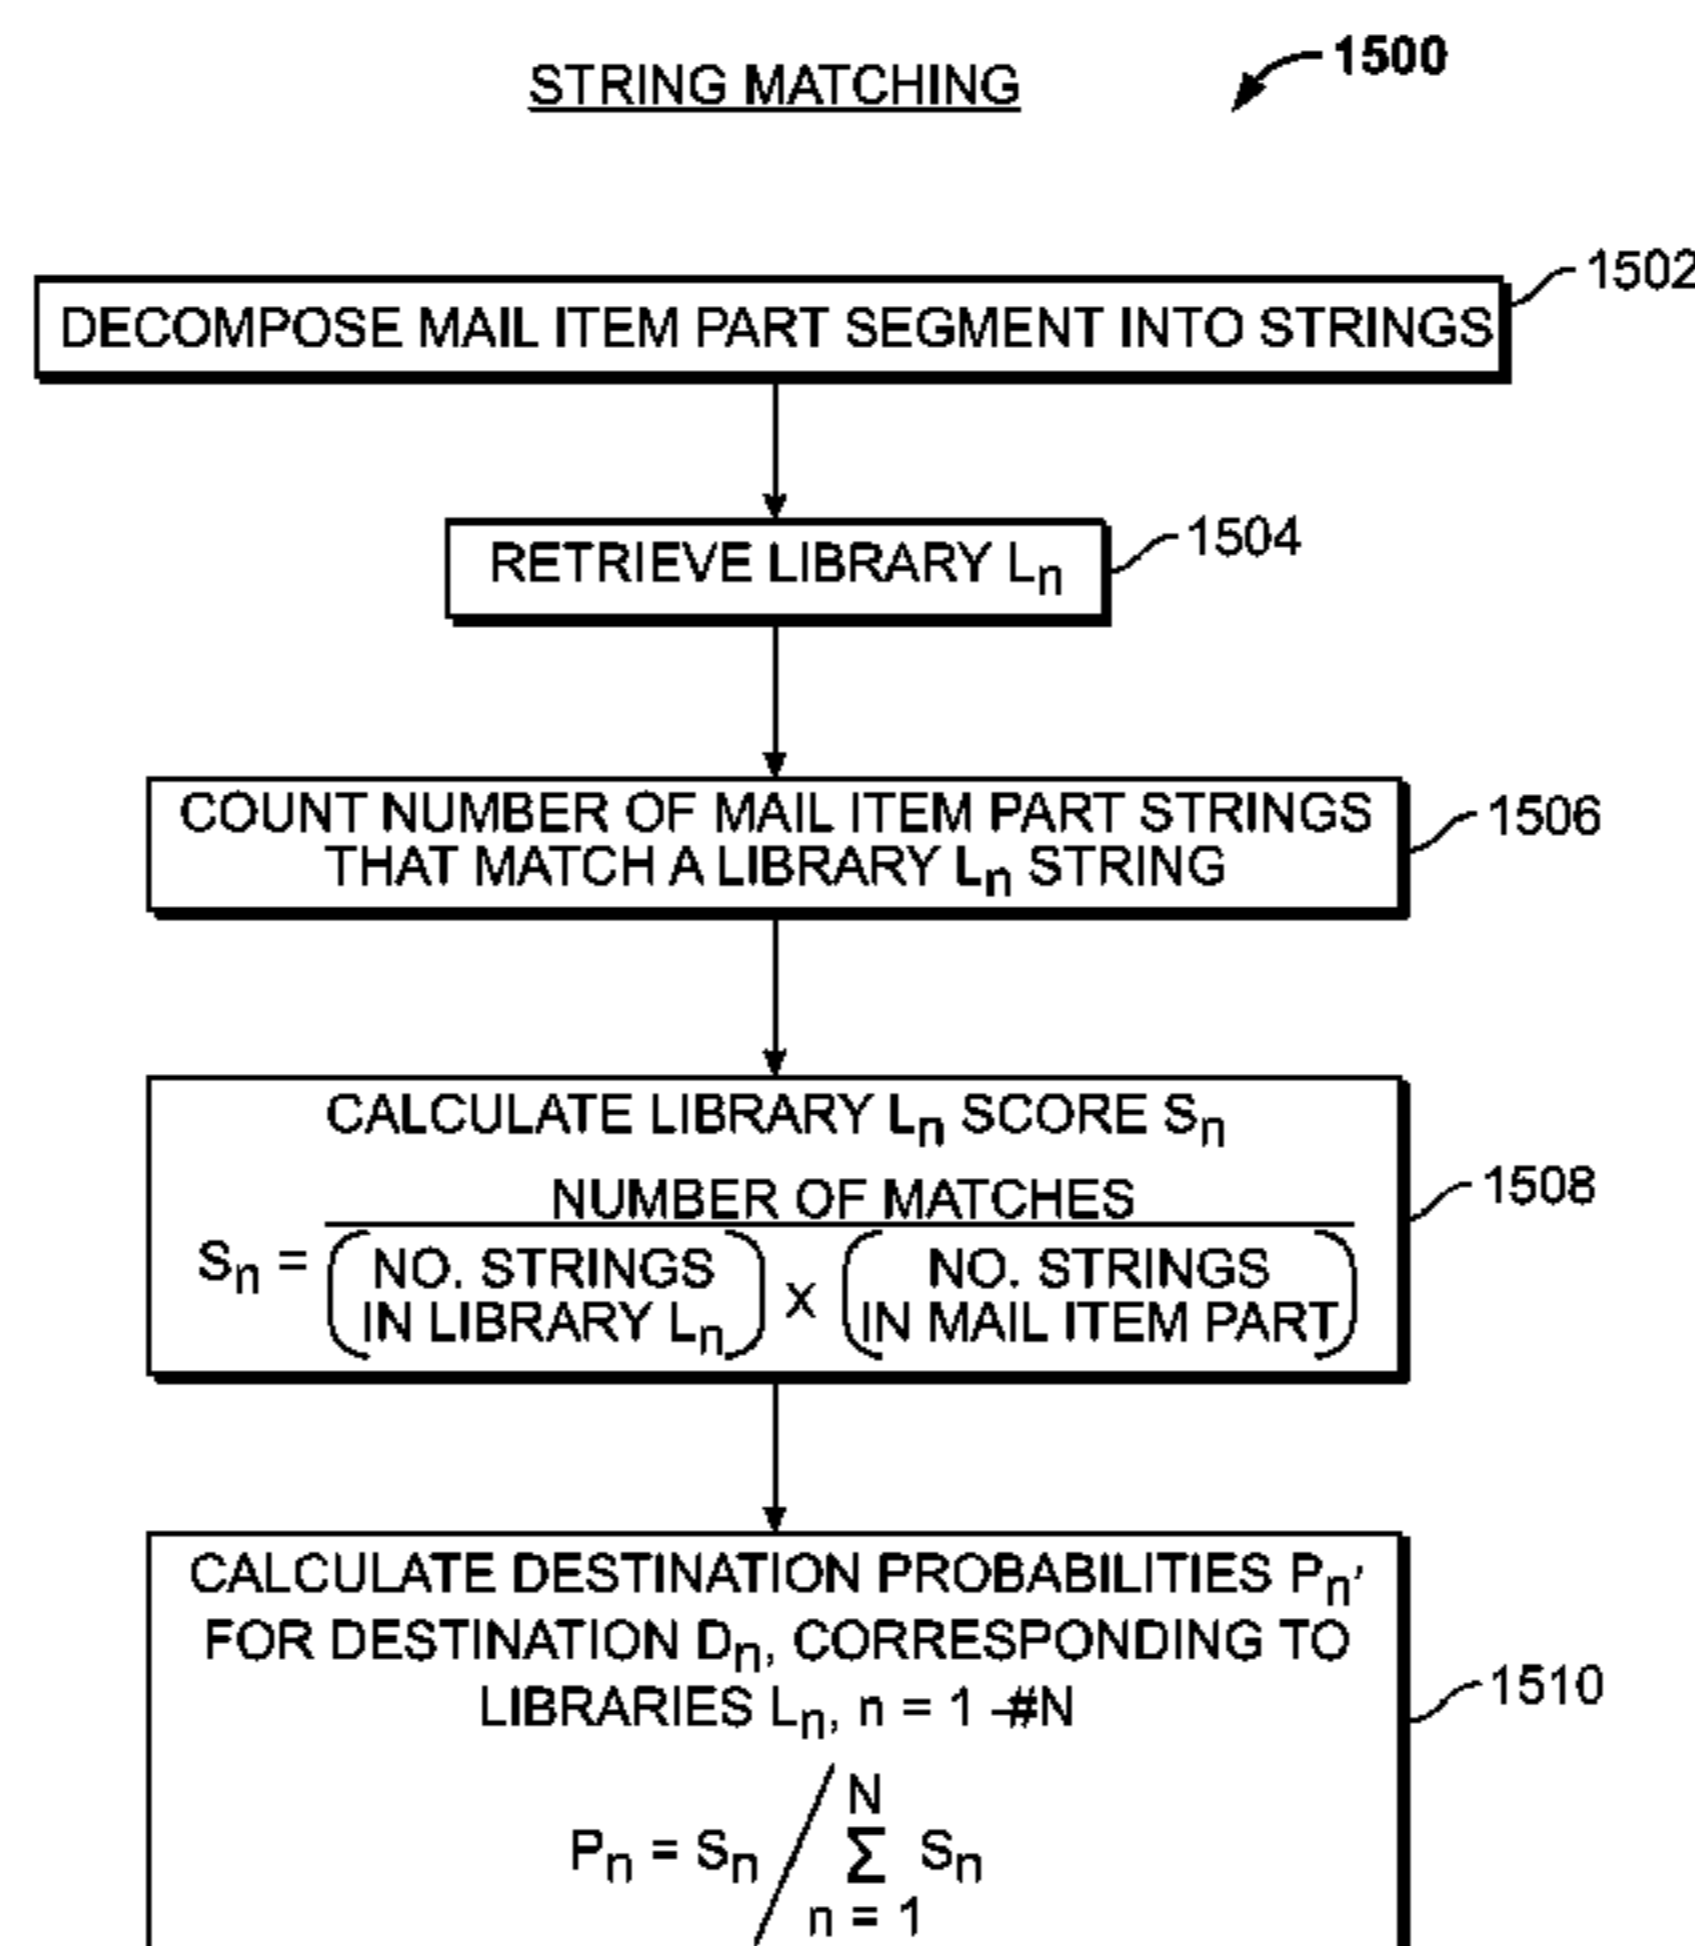 STRING MATCHING
1500
DECOMPOSE MAIL ITEM PART SEGMENT INTO STRINGS
1502
RETRIEVE LIBRARY Ln
1504
COUNT NUMBER OF MAIL ITEM PART STRINGS
THAT MATCH A LIBRARY Ln STRING
1506
CALCULATE LIBRARY Ln SCORE Sn
NUMBER OF MATCHES
Sn = (NO. STRINGS IN LIBRARY Ln) x (NO. STRINGS IN MAIL ITEM PART)
1508
CALCULATE DESTINATION PROBABILITIES Pn,
FOR DESTINATION Dn, CORRESPONDING TO
LIBRARIES Ln, n = 1 -#N
1510
N
Pn = Sn / Σ Sn
n = 1